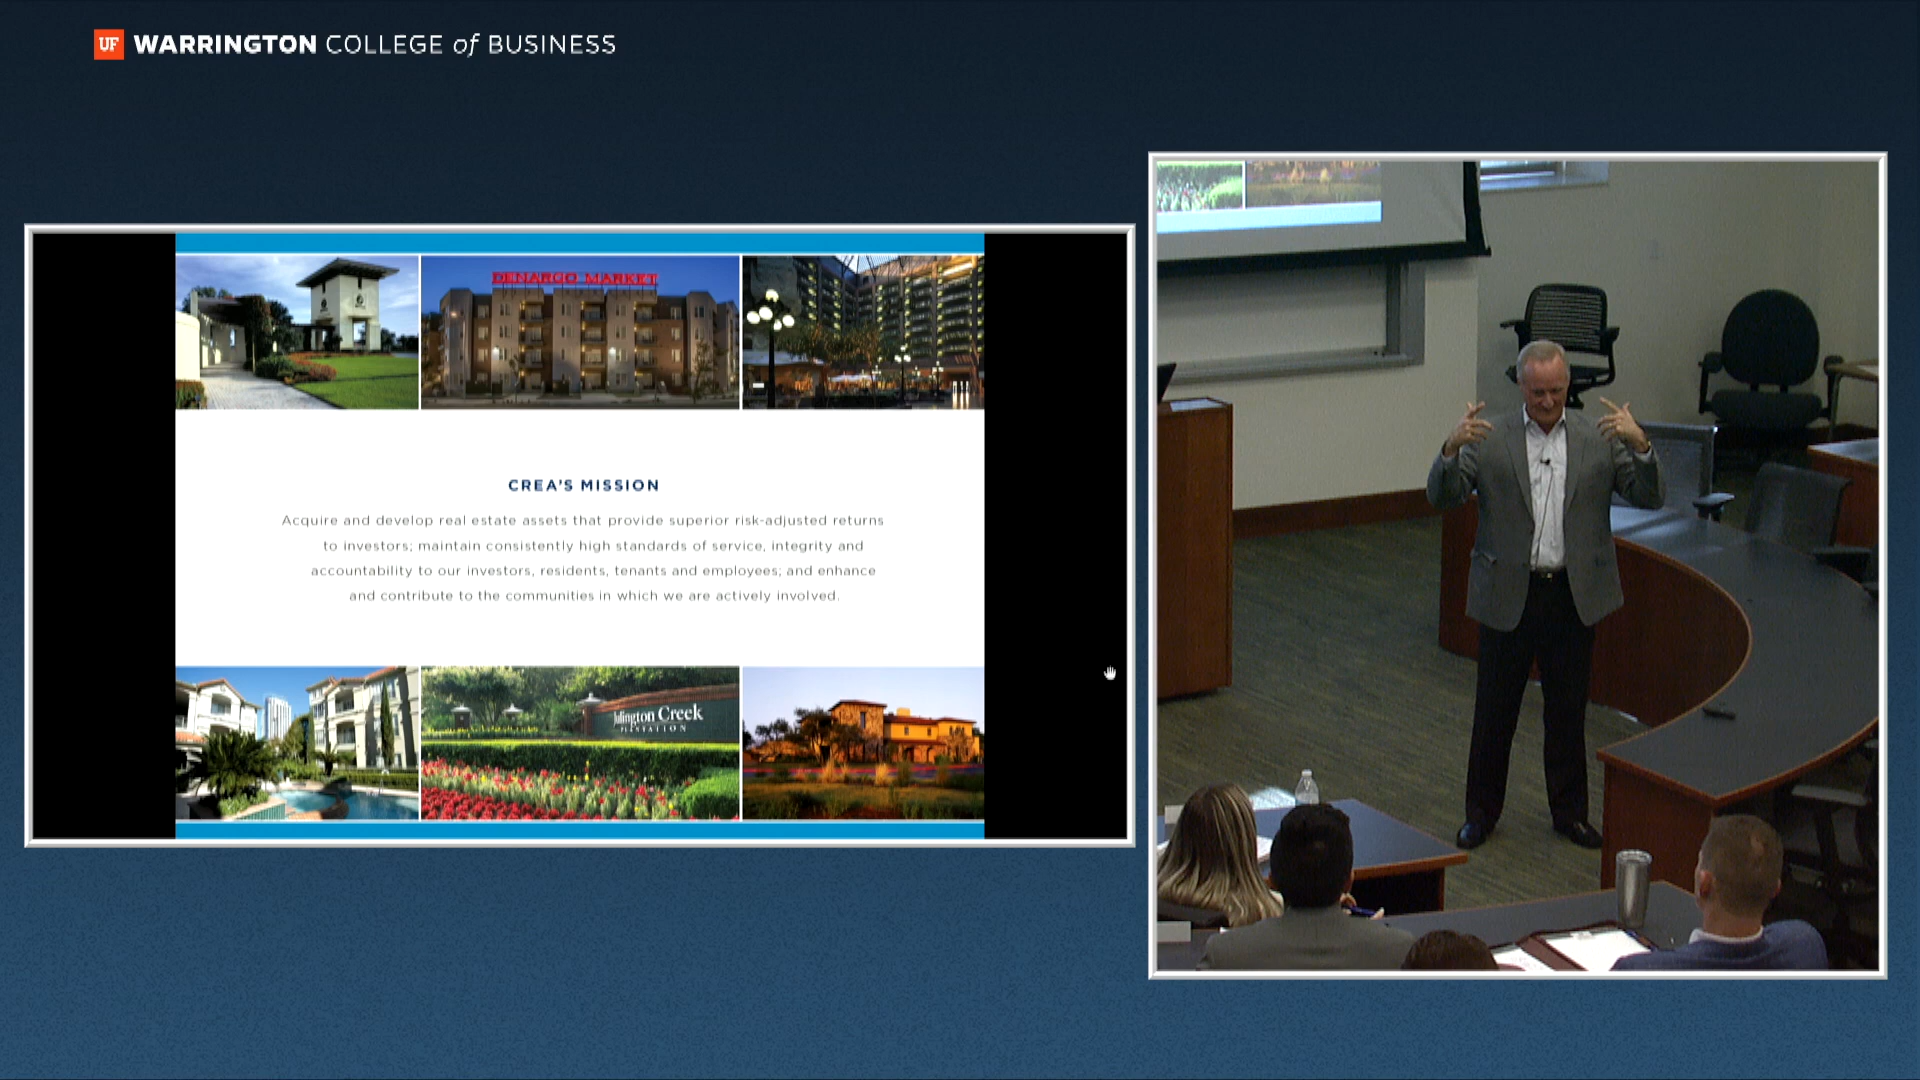 UF WARRINGTON COLLEGE of BUSINESS
DENARGO MARKET
CREA'S MISSION
Acquire and develop real estate assets that provide superior risk-adjusted returns
to investors; maintain consistently high standards of service, integrity and
accountability to our investors, residents, tenants and employees; and enhance
and contribute to the communities in which we are actively involved.
Julington Creek
PLANTATION